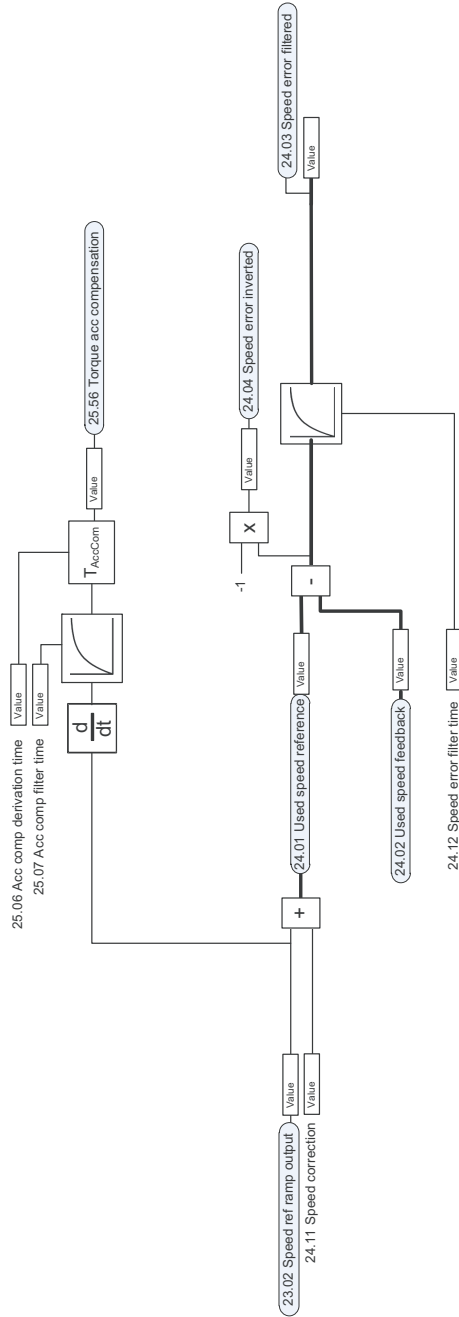 25.06 Acc comp derivation time
Value
25.07 Acc comp filter time
Value
d
dt
TAccCom
Value
25.56 Torque acc compensation
23.02 Speed ref ramp output
Value
24.11 Speed correction
Value
+
24.01 Used speed reference
Value
24.02 Used speed feedback
Value
-
-1
x
Value
24.04 Speed error inverted
24.12 Speed error filter time
Value
24.03 Speed error filtered
Value